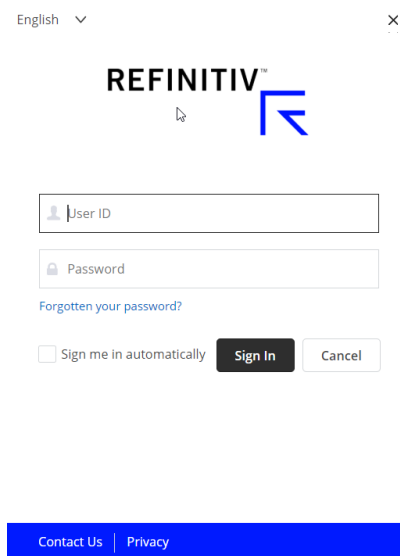 English
REFINITIV™
User ID
Password
Forgotten your password?
Sign me in automatically Sign In Cancel
Contact Us Privacy